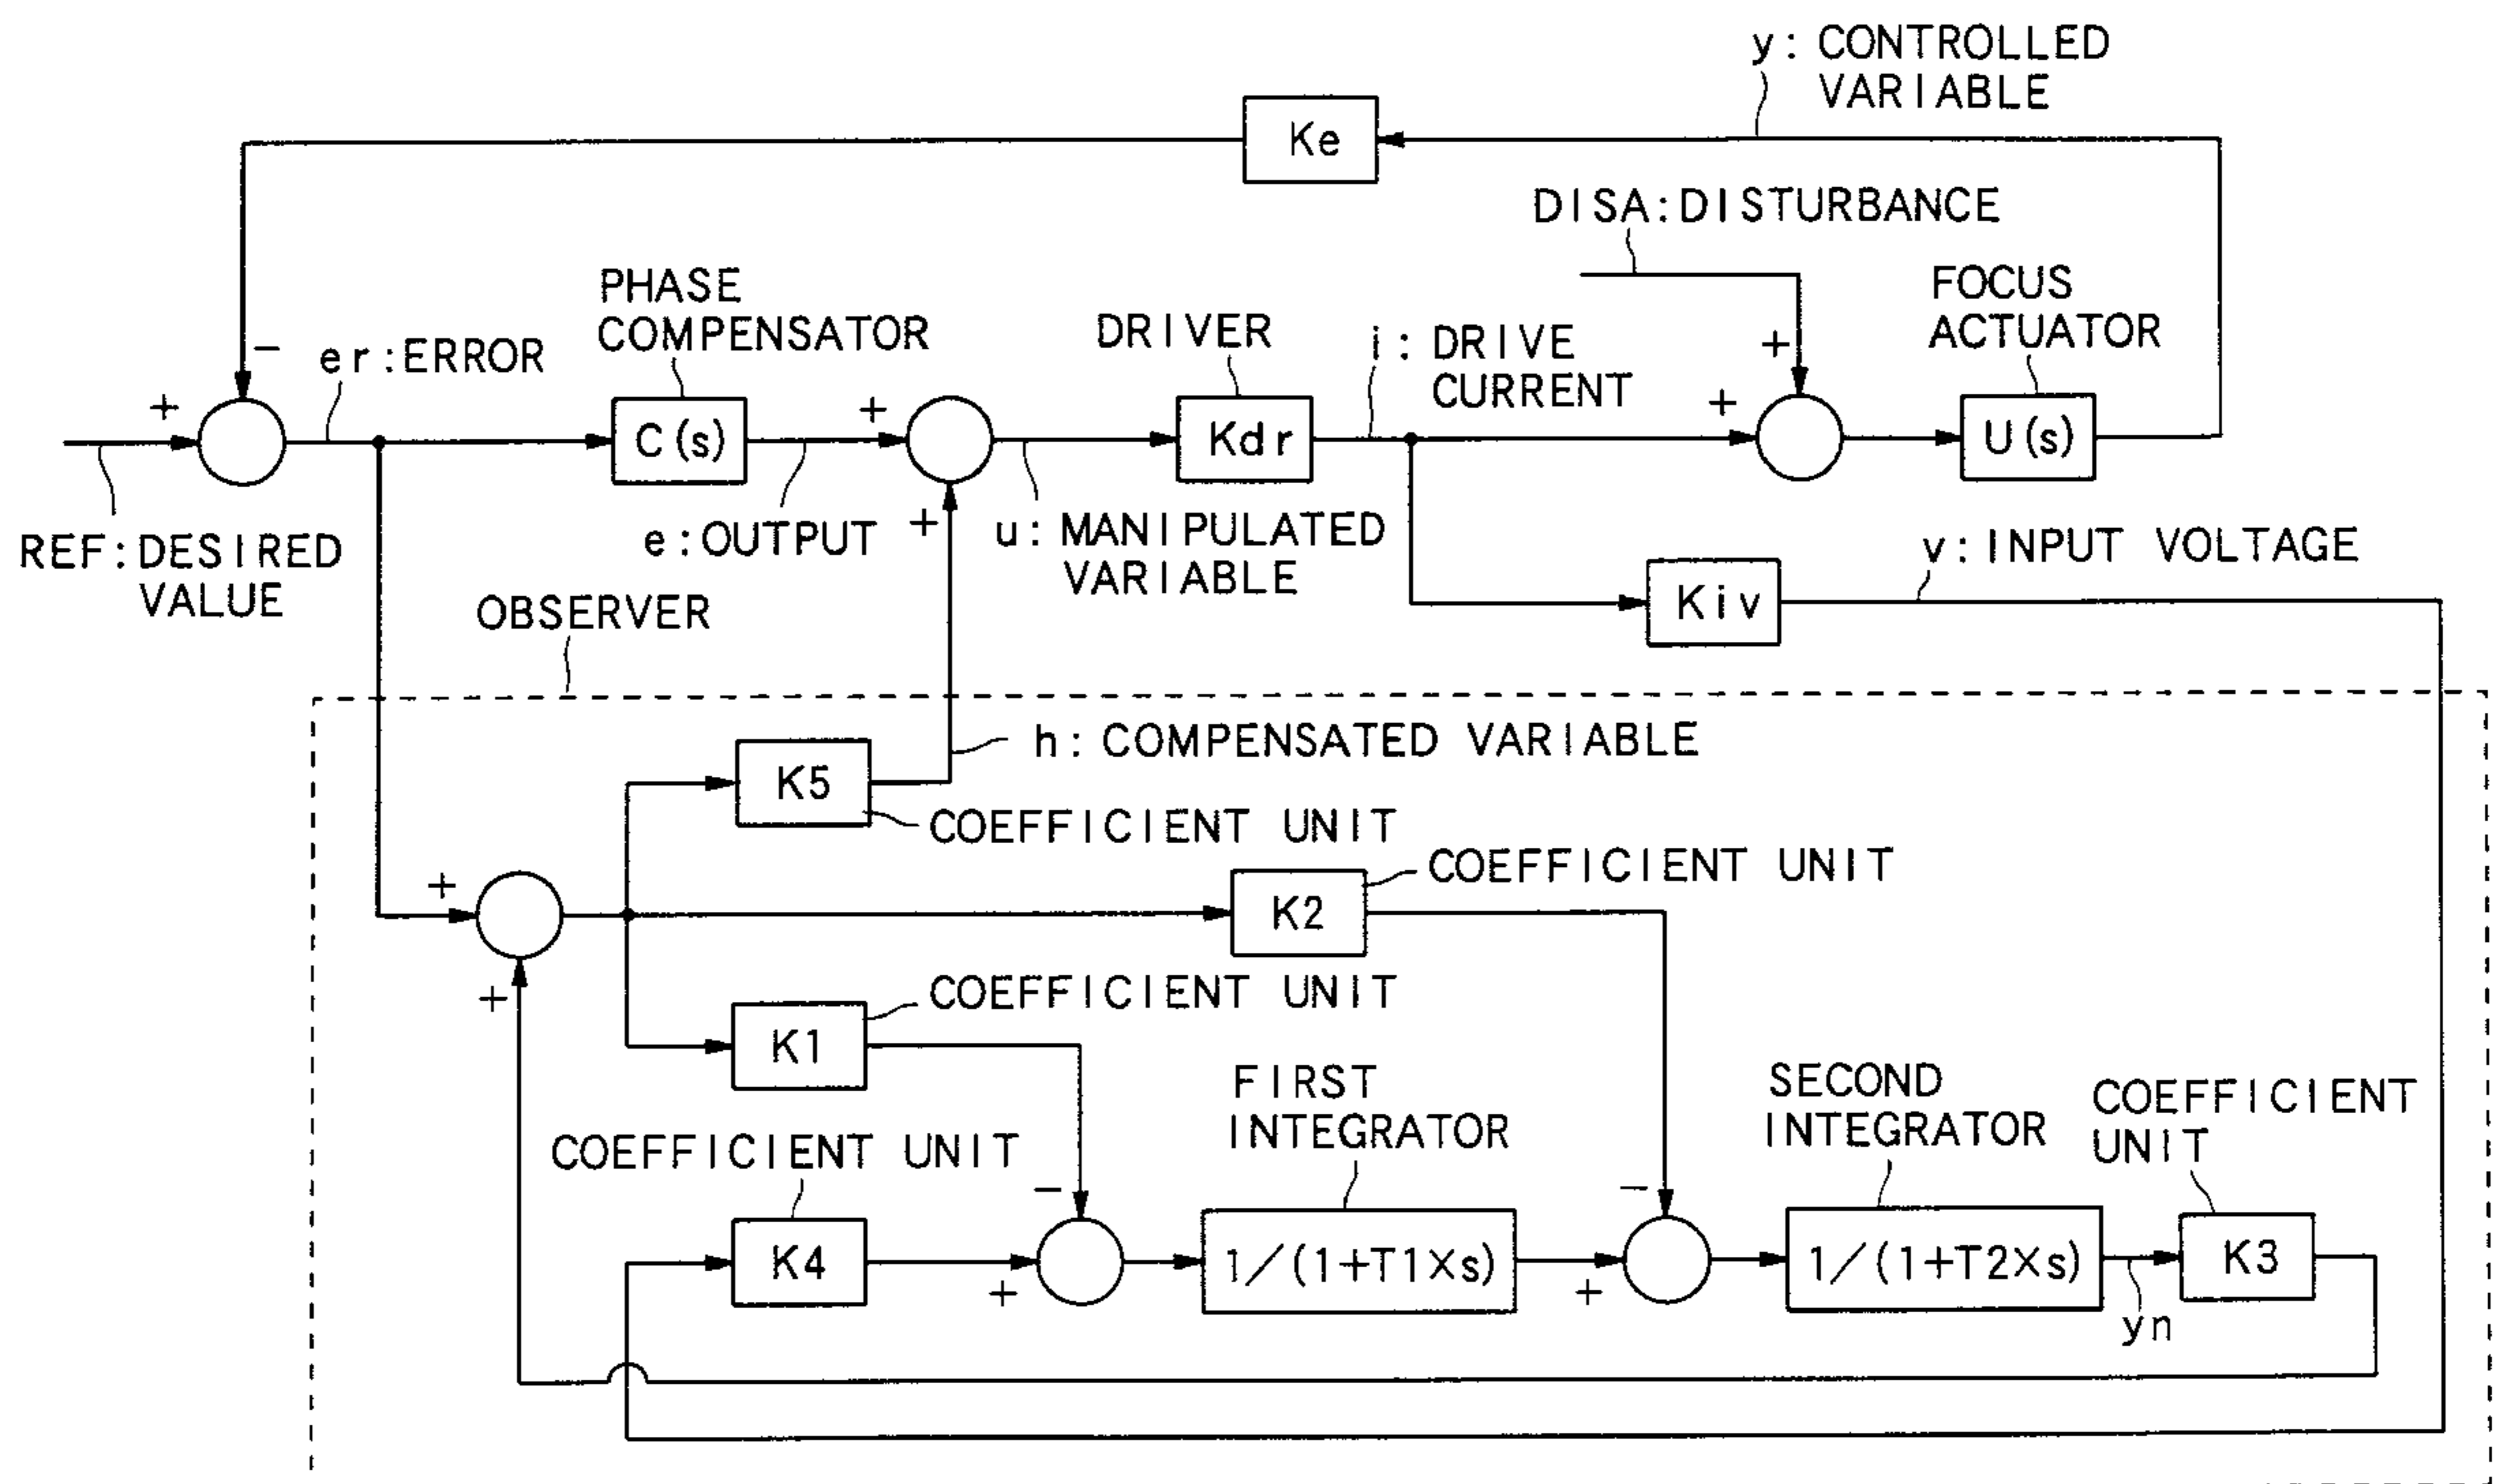 y: CONTROLLED
VARIABLE
Ke
DISA:DISTURBANCE
PHASE
COMPENSATOR
DRIVER
i: DRIVE
CURRENT
FOCUS
ACTUATOR
er:ERROR
−
+
+
+
+
C(s)
Kdr
U(s)
REF:DESIRED
VALUE
e:OUTPUT
+
u: MANIPULATED
VARIABLE
v: INPUT VOLTAGE
Kiv
OBSERVER
h: COMPENSATED VARIABLE
K5
COEFFICIENT UNIT
COEFFICIENT UNIT
+
K2
+
COEFFICIENT UNIT
K1
FIRST
INTEGRATOR
SECOND
INTEGRATOR
COEFFICIENT
UNIT
COEFFICIENT UNIT
−
−
K4
+
1/(1+T1×s)
+
1/(1+T2×s)
K3
yn